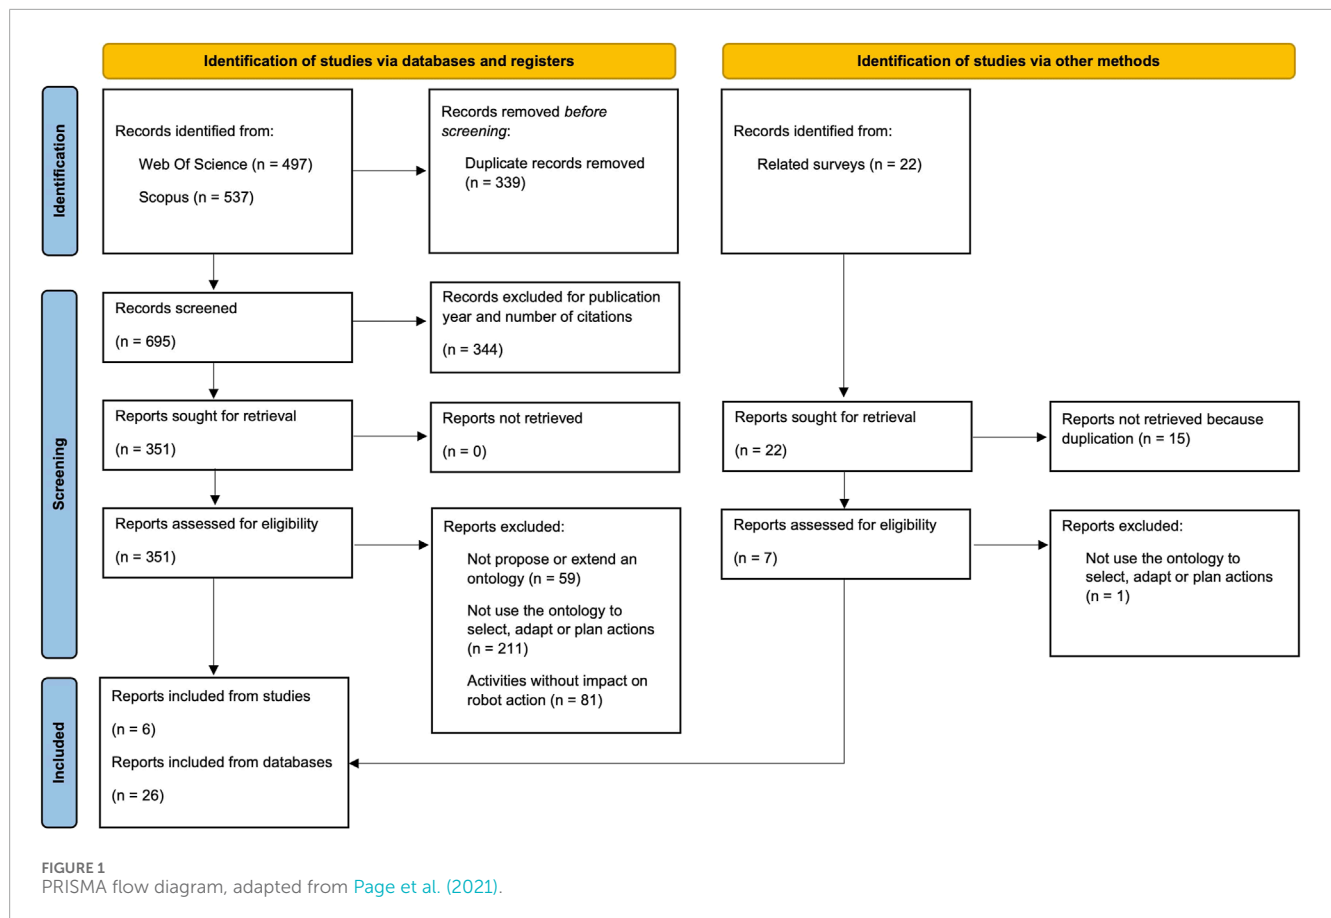 Identification of studies via databases and registers
Identification of studies via other methods
Identification
Records identified from:
Web Of Science (n = 497)
Scopus (n = 537)
Records removed before
screening:
Duplicate records removed
(n = 339)
Records identified from:
Related surveys (n = 22)
Screening
Records screened
(n = 695)
Records excluded for publication
year and number of citations
(n = 344)
Reports sought for retrieval
(n = 351)
Reports not retrieved
(n = 0)
Reports sought for retrieval
(n = 22)
Reports not retrieved because
duplication (n = 15)
Reports assessed for eligibility
(n = 351)
Reports excluded:
Not propose or extend an
ontology (n = 59)
Not use the ontology to
select, adapt or plan actions
(n = 211)
Activities without impact on
robot action (n = 81)
Reports assessed for eligibility
(n = 7)
Reports excluded:
Not use the ontology to
select, adapt or plan actions
(n = 1)
Included
Reports included from studies
(n = 6)
Reports included from databases
(n = 26)
FIGURE 1
PRISMA flow diagram, adapted from Page et al. (2021).